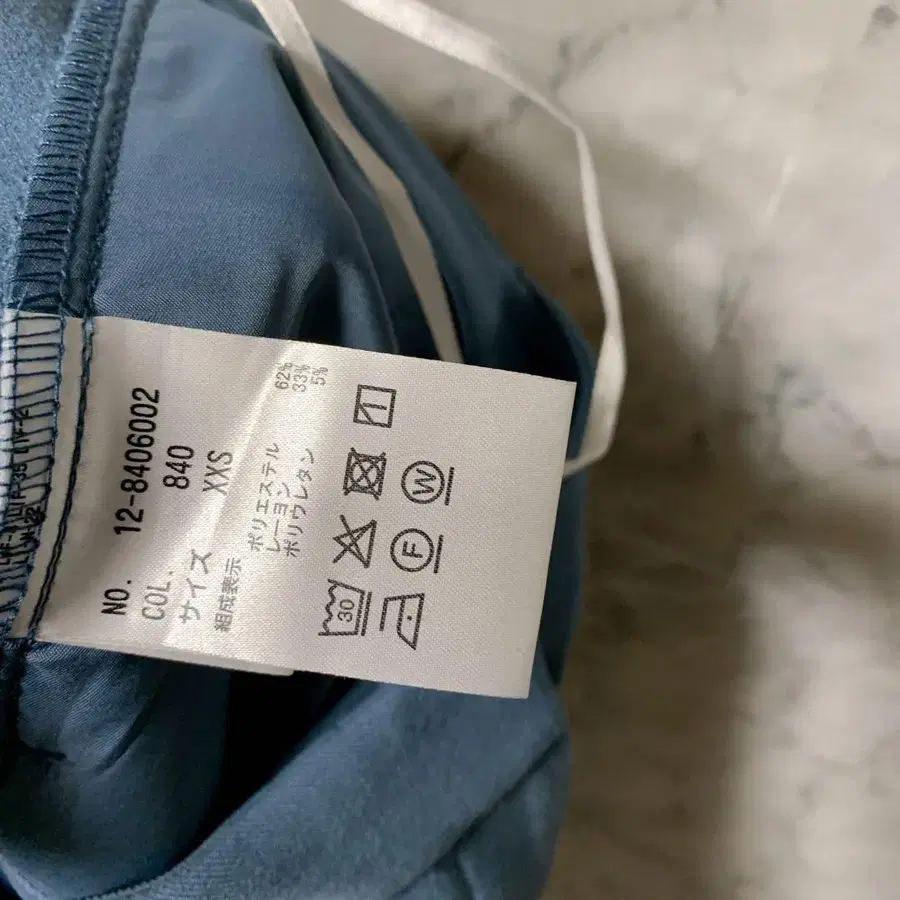 NO. 12-8406002
COL. 840
サイズ XXS
組成表示
ポリエステル 62%
レーヨン 33%
ポリウレタン 5%
30
F W